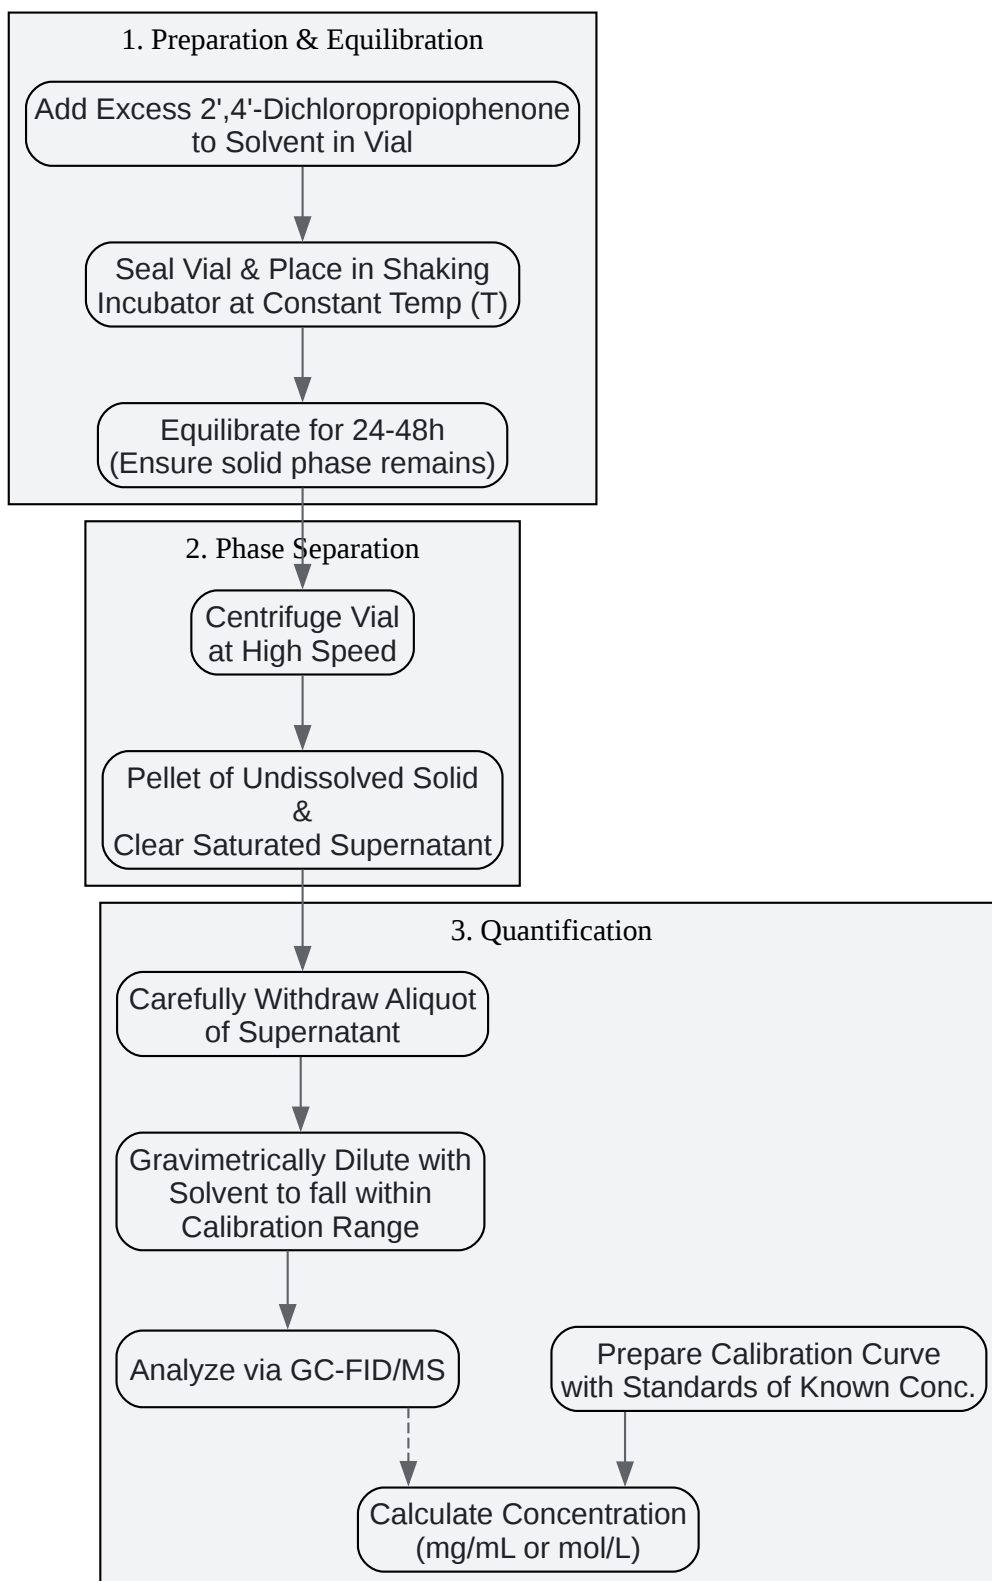 1. Preparation & Equilibration
Add Excess 2',4'-Dichloropropiophenone
to Solvent in Vial
Seal Vial & Place in Shaking
Incubator at Constant Temp (T)
Equilibrate for 24-48h
(Ensure solid phase remains)
2. Phase Separation
Centrifuge Vial
at High Speed
Pellet of Undissolved Solid
&
Clear Saturated Supernatant
3. Quantification
Carefully Withdraw Aliquot
of Supernatant
Gravimetrically Dilute with
Solvent to fall within
Calibration Range
Analyze via GC-FID/MS
Prepare Calibration Curve
with Standards of Known Conc.
Calculate Concentration
(mg/mL or mol/L)